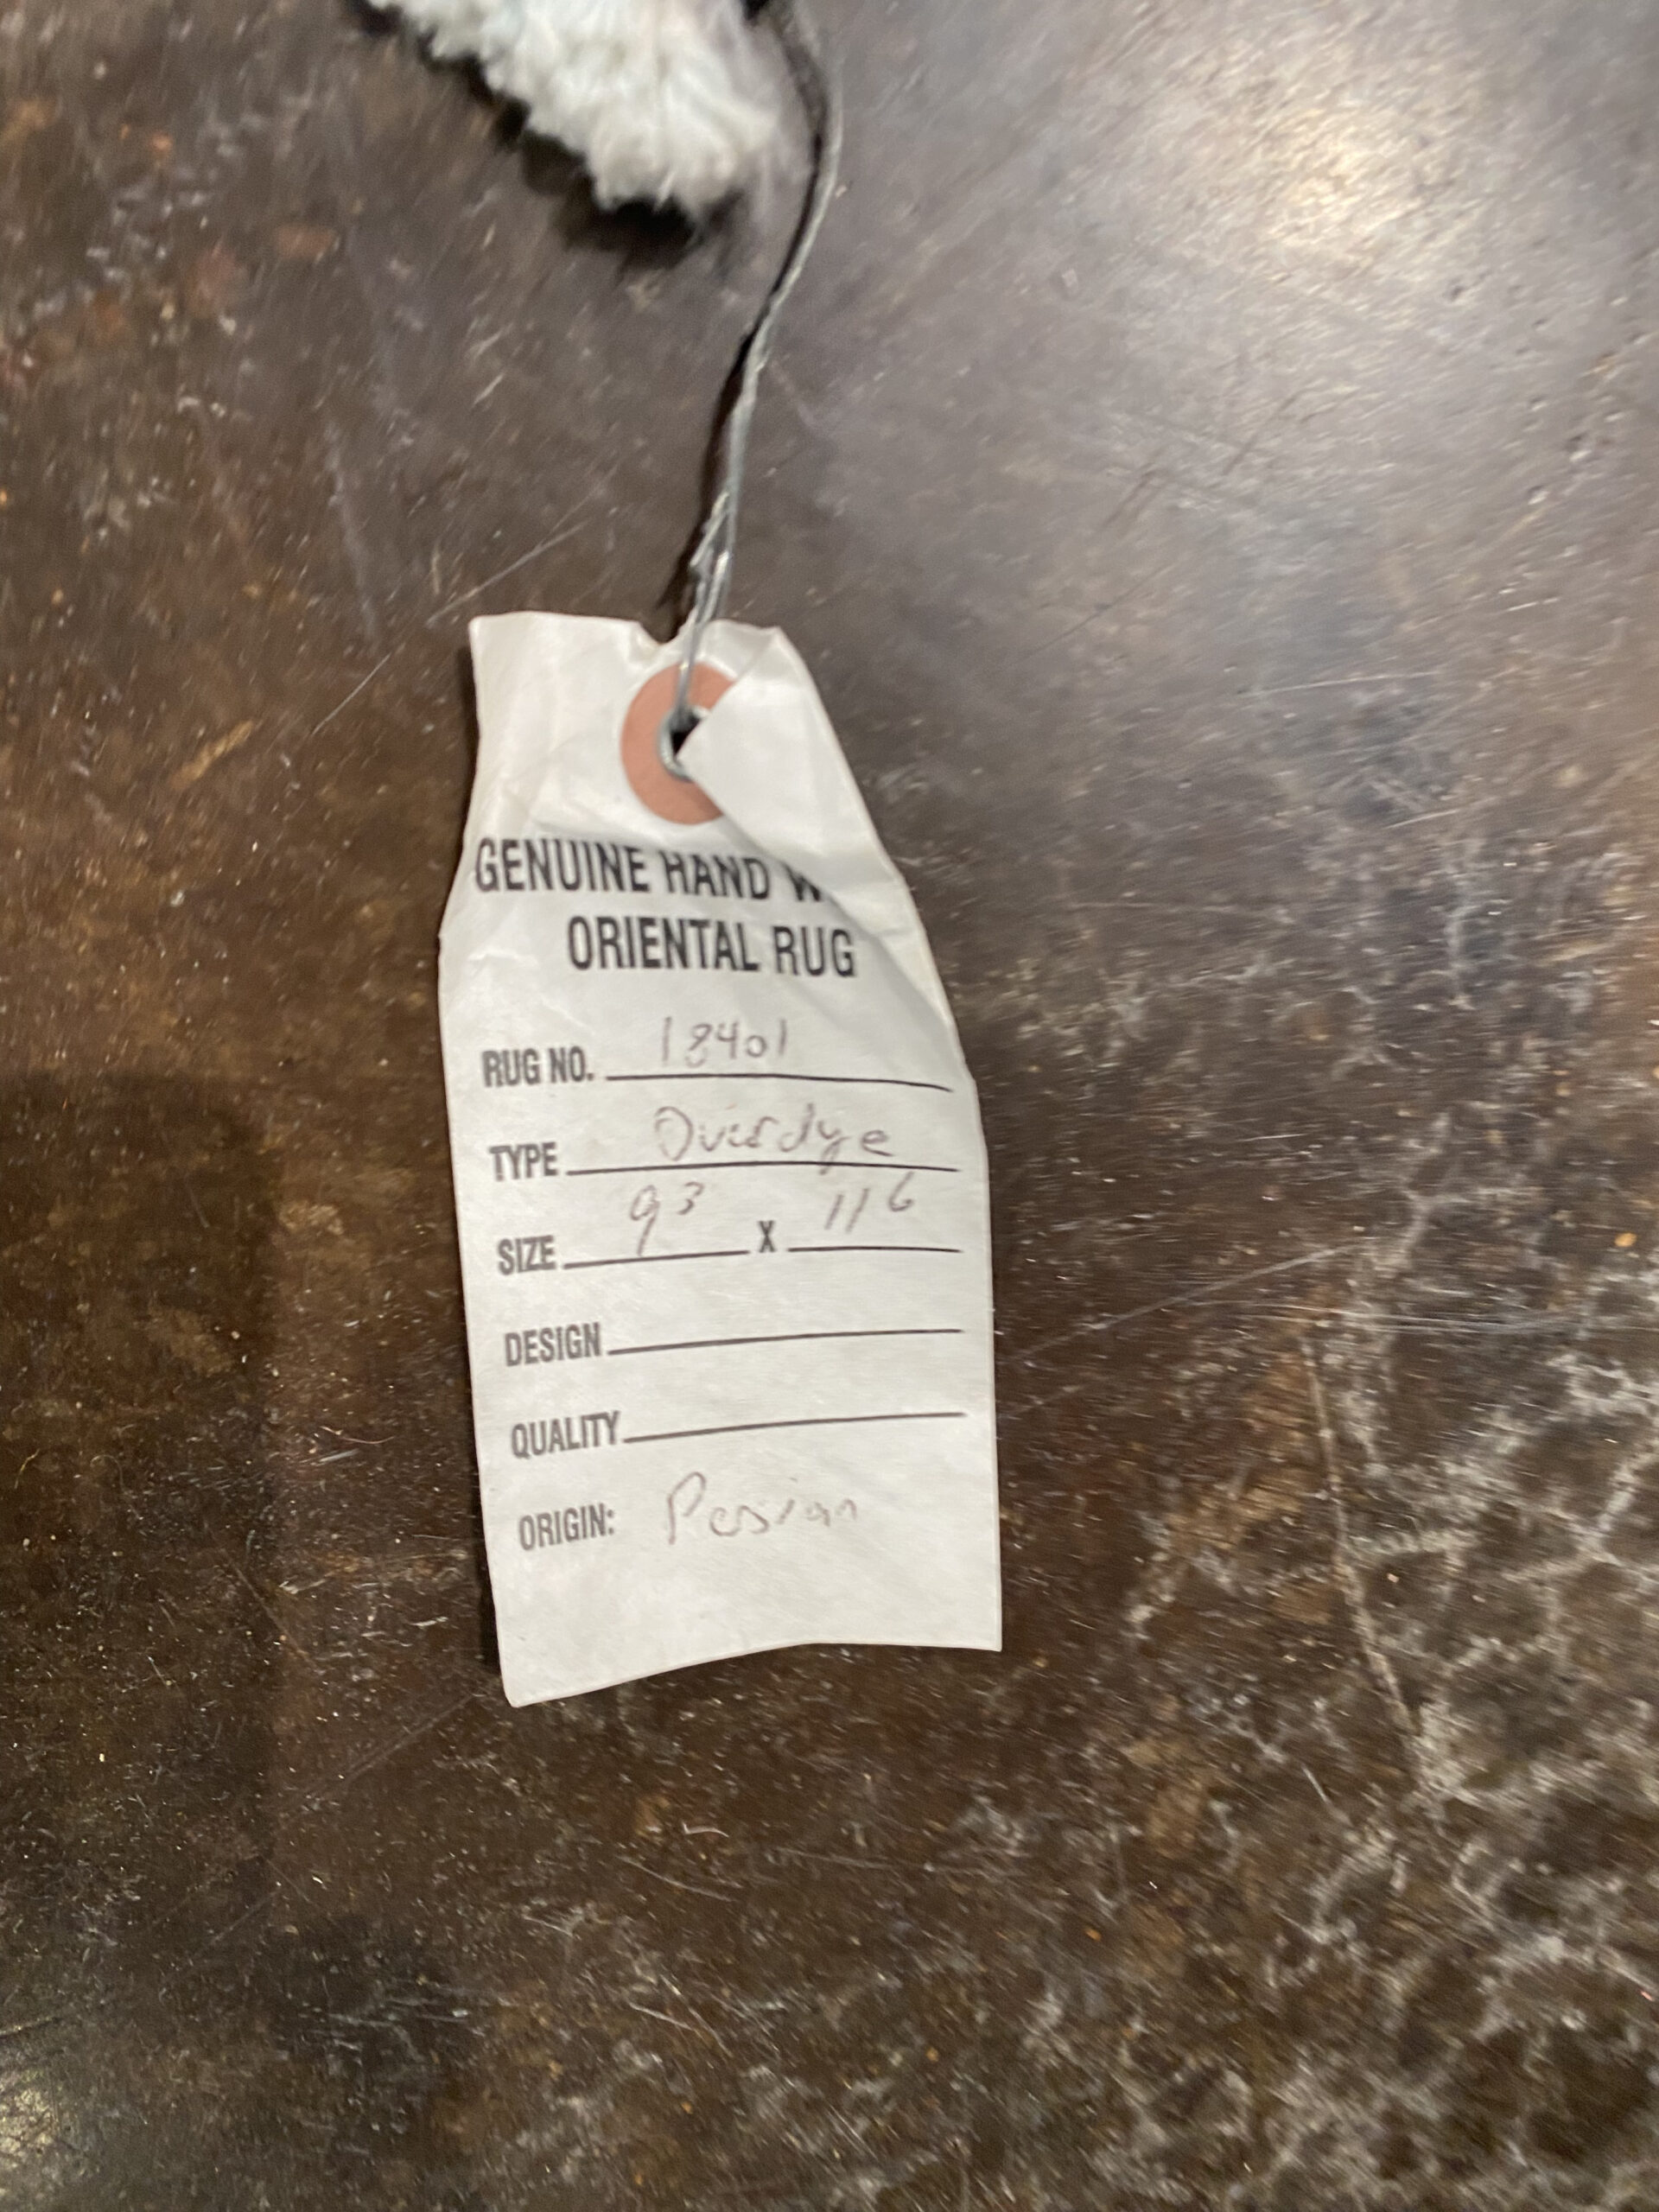 GENUINE HAND W
ORIENTAL RUG
RUG NO. 18401
TYPE Overdye
SIZE 9³ X 11⁶
DESIGN
QUALITY
ORIGIN: Persian